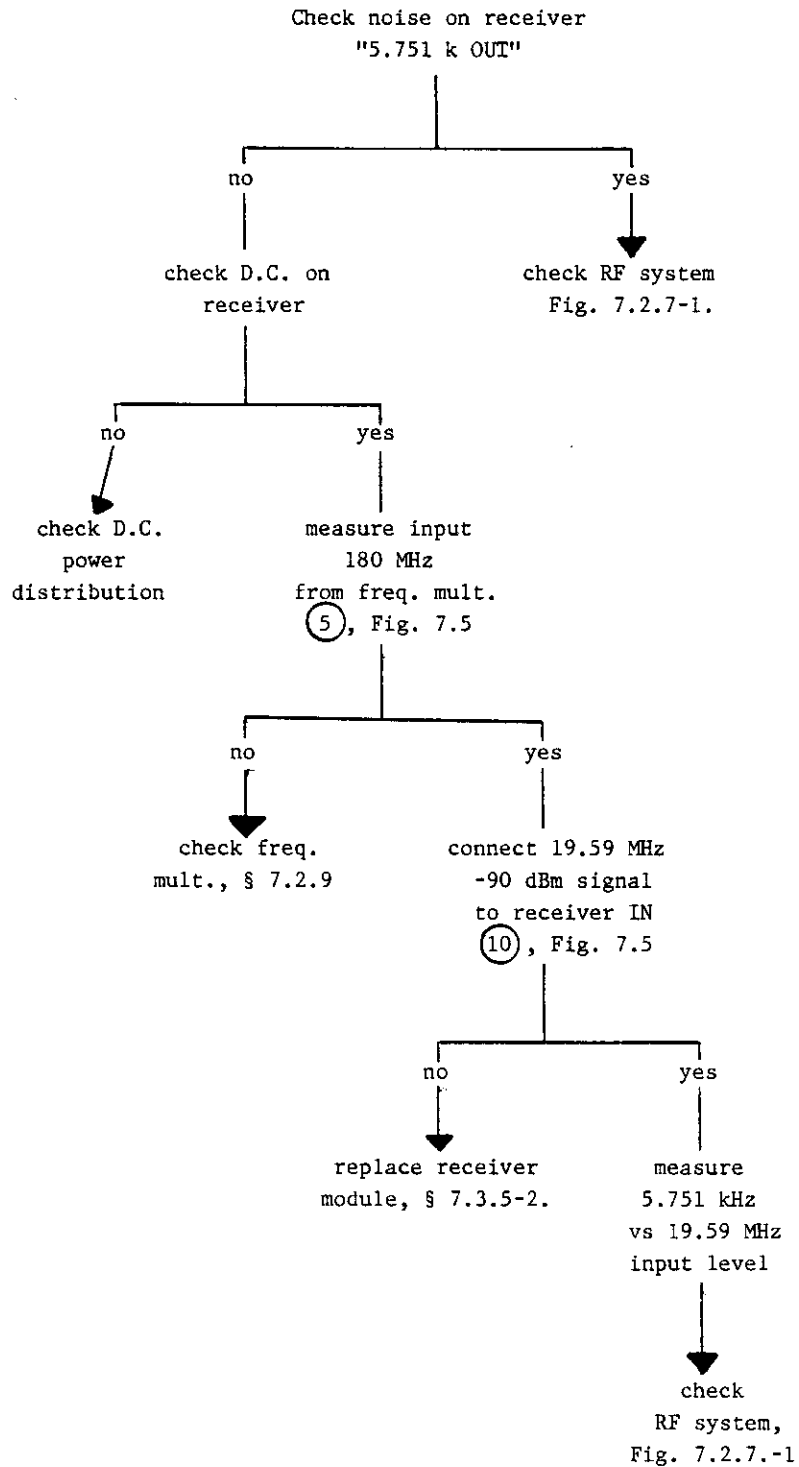 Check noise on receiver
"5.751 k OUT"
no
yes
check D.C. on
receiver
check RF system
Fig. 7.2.7-1.
no
yes
check D.C.
power
distribution
measure input
180 MHz
from freq. mult.
5, Fig. 7.5
no
yes
check freq.
mult., § 7.2.9
connect 19.59 MHz
-90 dBm signal
to receiver IN
10, Fig. 7.5
no
yes
replace receiver
module, § 7.3.5-2.
measure
5.751 kHz
vs 19.59 MHz
input level
check
RF system,
Fig. 7.2.7.-1